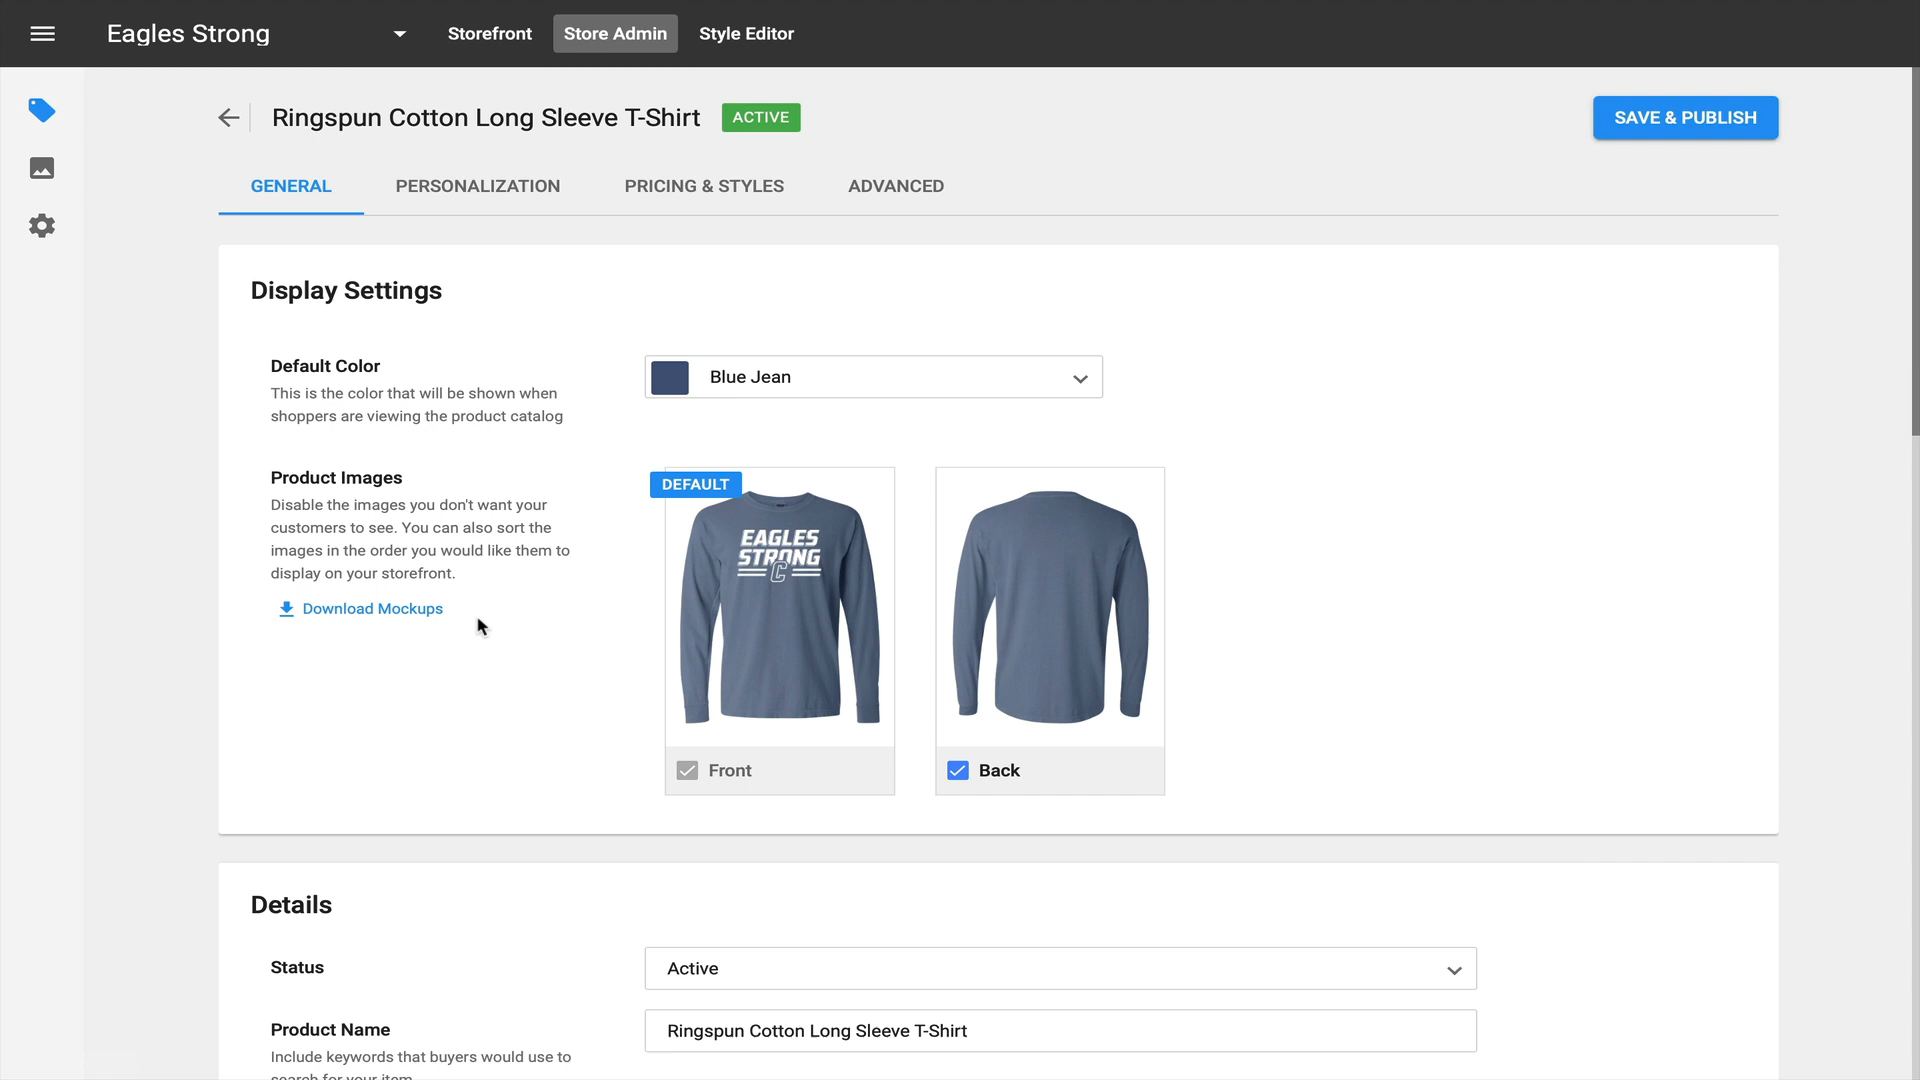 Eagles Strong
Storefront
Store Admin
Style Editor
Ringspun Cotton Long Sleeve T-Shirt
ACTIVE
SAVE & PUBLISH
GENERAL
PERSONALIZATION
PRICING & STYLES
ADVANCED
Display Settings
Default Color
This is the color that will be shown when
shoppers are viewing the product catalog
Blue Jean
Product Images
Disable the images you don't want your
customers to see. You can also sort the
images in the order you would like them to
display on your storefront.
Download Mockups
DEFAULT
EAGLES
STRONG
C
Front
Back
Details
Status
Active
Product Name
Include keywords that buyers would use to
search for your item
Ringspun Cotton Long Sleeve T-Shirt